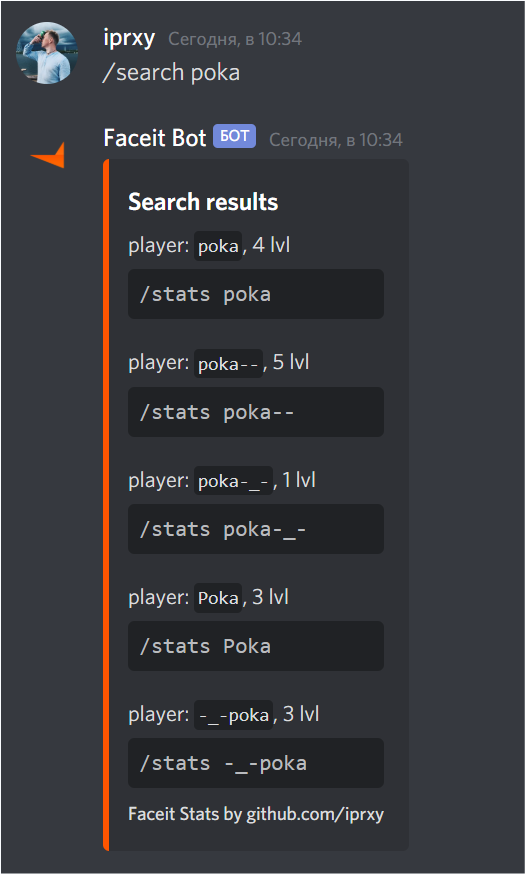 iprxy Сегодня, в 10:34
/search poka
Faceit Bot БОТ Сегодня, в 10:34
Search results
player: poka, 4 lvl
/stats poka
player: poka--, 5 lvl
/stats poka--
player: poka-_-, 1 lvl
/stats poka-_-
player: Poka, 3 lvl
/stats Poka
player: -_-poka, 3 lvl
/stats -_-poka
Faceit Stats by github.com/iprxy